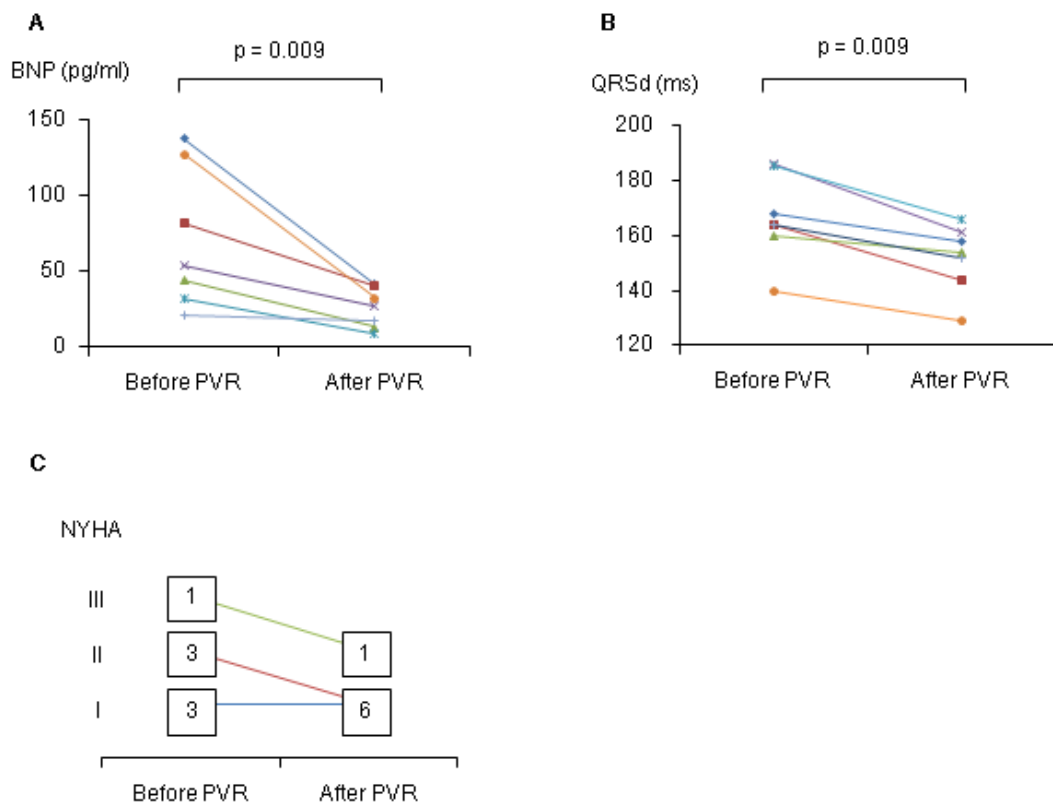 A
p = 0.009
BNP (pg/ml)
150
100
50
0
Before PVR After PVR
B
p = 0.009
QRSd (ms)
200
180
160
140
120
Before PVR After PVR
C
NYHA
III 1
II 3 1
I 3 6
Before PVR After PVR